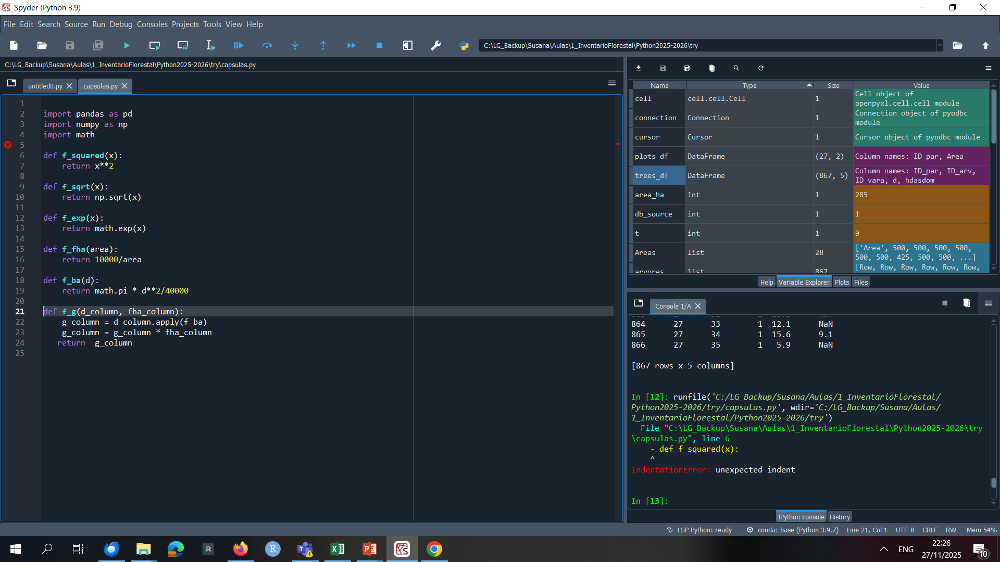 Spyder (Python 3.9)
File Edit Search Source Run Debug Consoles Projects Tools View Help
C:\LG_Backup\Susana\Aulas\1_InventarioFlorestal\Python2025-2026\try
C:\LG_Backup\Susana\Aulas\1_InventarioFlorestal\Python2025-2026\try\capsulas.py
untitled0.py
capsulas.py
1
2 import pandas as pd
3 import numpy as np
4 import math
5
6 def f_squared(x):
7 return x**2
8
9 def f_sqrt(x):
10 return np.sqrt(x)
11
12 def f_exp(x):
13 return math.exp(x)
14
15 def f_fha(area):
16 return 10000/area
17
18 def f_ba(d):
19 return math.pi * d**2/40000
20
21 def f_g(d_column, fha_column):
22 g_column = d_column.apply(f_ba)
23 g_column = g_column * fha_column
24 return  g_column
25
Name Type Size Value
cell cell.cell.Cell 1 Cell object of
openpyxl.cell.cell module
connection Connection 1 Connection object of pyodbc
module
cursor Cursor 1 Cursor object of pyodbc module
plots_df DataFrame (27, 2) Column names: ID_par, Area
trees_df DataFrame (867, 5) Column names: ID_par, ID_arv,
ID_vara, d, hdasdom
area_ha int 1 285
db_source int 1 1
t int 1 9
Areas list 28 ['Area', 500, 500, 500, 500,
500, 500, 425, 500, 500, ...]
arvores list 867 [Row, Row, Row, Row, Row, Row,
Help Variable Explorer Plots Files
Console 1/A
864 27 33 1 12.1 NaN
865 27 34 1 15.6 9.1
866 27 35 1 5.9 NaN
[867 rows x 5 columns]
In [12]: runfile('C:/LG_Backup/Susana/Aulas/1_InventarioFlorestal/
Python2025-2026/try/capsulas.py', wdir='C:/LG_Backup/Susana/Aulas/
1_InventarioFlorestal/Python2025-2026/try')
File "C:\LG_Backup\Susana\Aulas\1_InventarioFlorestal\Python2025-2026\try
\capsulas.py", line 6
- def f_squared(x):
^
IndentationError: unexpected indent
In [13]:
IPython console History
LSP Python: ready conda: base (Python 3.9.7) Line 21, Col 1 UTF-8 CRLF RW Mem 54%
R
R
T
X
P
ENG
22:26
27/11/2025
10